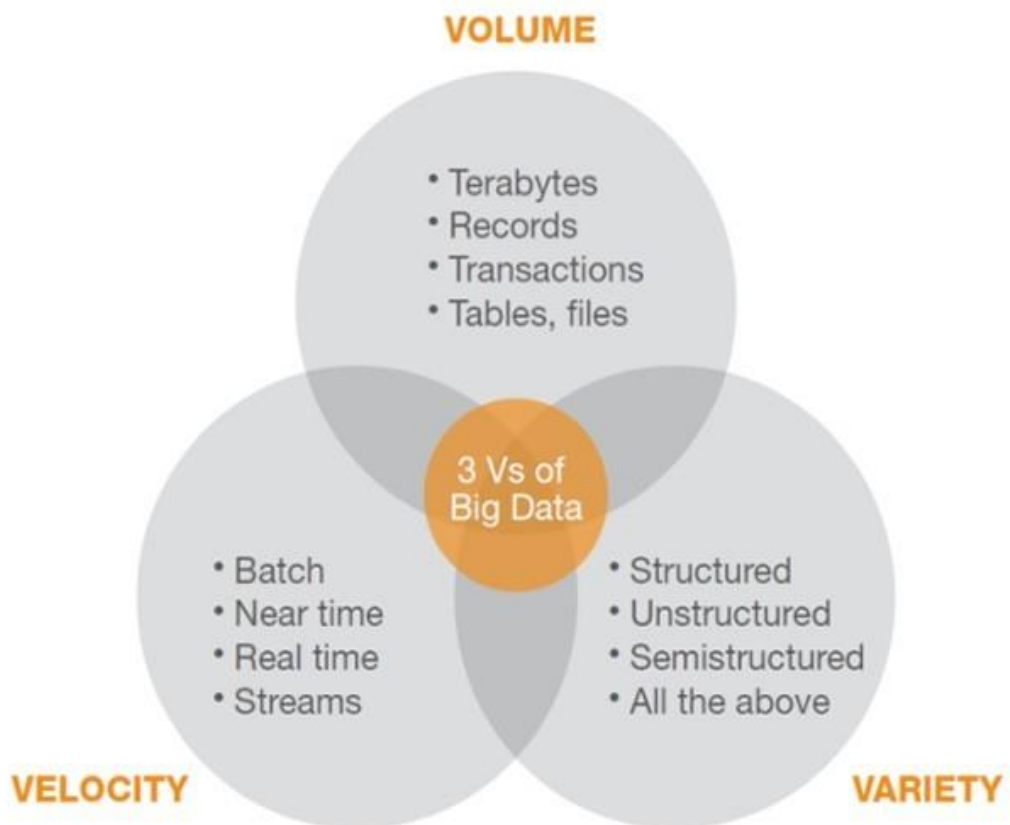 VOLUME
• Terabytes
• Records
• Transactions
• Tables, files
3 Vs of
Big Data
• Batch
• Near time
• Real time
• Streams
• Structured
• Unstructured
• Semistructured
• All the above
VELOCITY
VARIETY